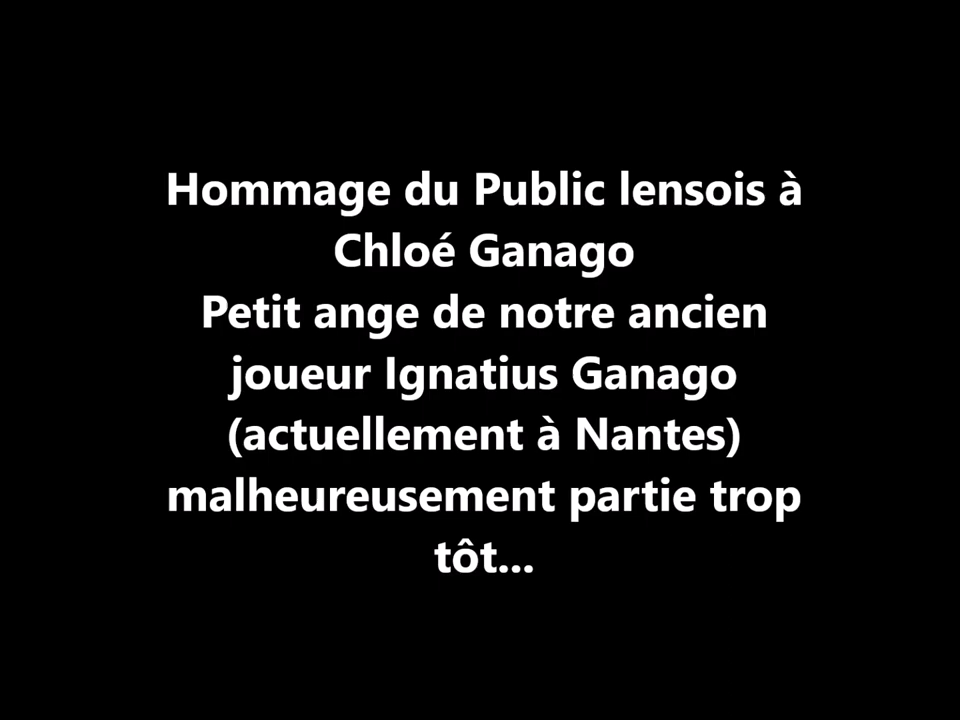 Hommage du Public lensois à
Chloé Ganago
Petit ange de notre ancien
joueur Ignatius Ganago
(actuellement à Nantes)
malheureusement partie trop
tôt...